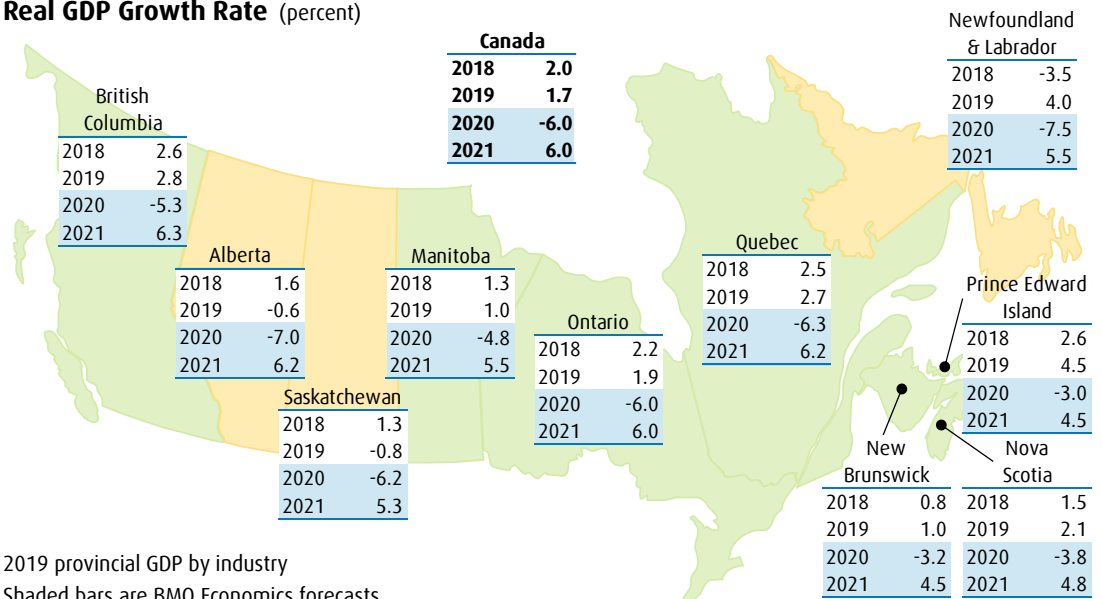 Real GDP Growth Rate (percent)
Canada
2018 2.0
2019 1.7
2020 -6.0
2021 6.0
Newfoundland
& Labrador
2018 -3.5
2019 4.0
2020 -7.5
2021 5.5
British
Columbia
2018 2.6
2019 2.8
2020 -5.3
2021 6.3
Alberta
2018 1.6
2019 -0.6
2020 -7.0
2021 6.2
Saskatchewan
2018 1.3
2019 -0.8
2020 -6.2
2021 5.3
Manitoba
2018 1.3
2019 1.0
2020 -4.8
2021 5.5
Ontario
2018 2.2
2019 1.9
2020 -6.0
2021 6.0
Quebec
2018 2.5
2019 2.7
2020 -6.3
2021 6.2
Prince Edward
Island
2018 2.6
2019 4.5
2020 -3.0
2021 4.5
New
Brunswick
2018 0.8
2019 1.0
2020 -3.2
2021 4.5
Nova
Scotia
2018 1.5
2019 2.1
2020 -3.8
2021 4.8
2019 provincial GDP by industry
Shaded bars are BMO Economics forecasts